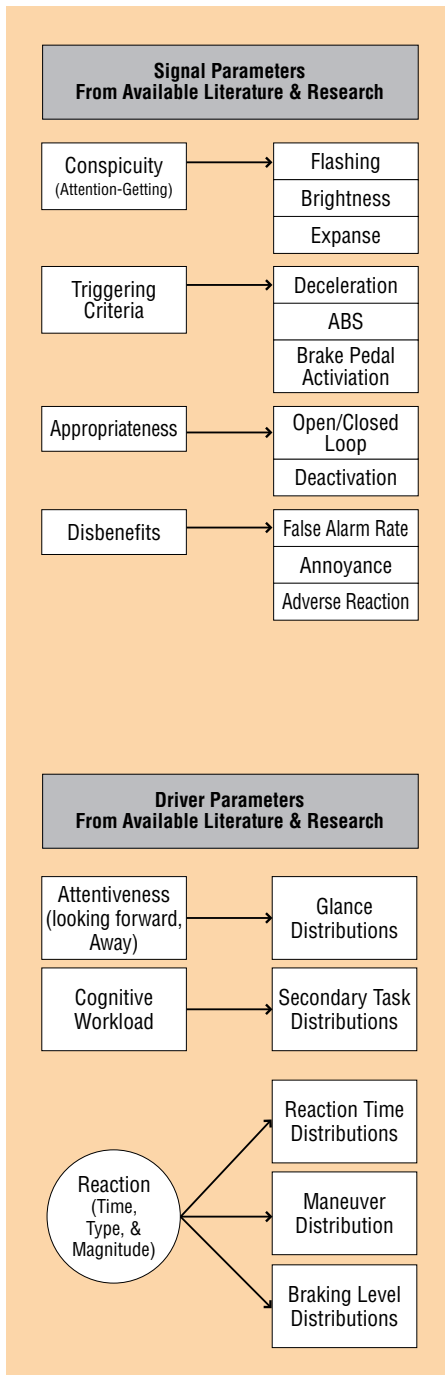 Signal Parameters
From Available Literature & Research
Conspicuity
(Attention-Getting)
Flashing
Brightness
Expanse
Triggering
Criteria
Deceleration
ABS
Brake Pedal
Activiation
Appropriateness
Open/Closed
Loop
Deactivation
Disbenefits
False Alarm Rate
Annoyance
Adverse Reaction
Driver Parameters
From Available Literature & Research
Attentiveness
(looking forward,
Away)
Glance
Distributions
Cognitive
Workload
Secondary Task
Distributions
Reaction
(Time,
Type, &
Magnitude)
Reaction Time
Distributions
Maneuver
Distribution
Braking Level
Distributions